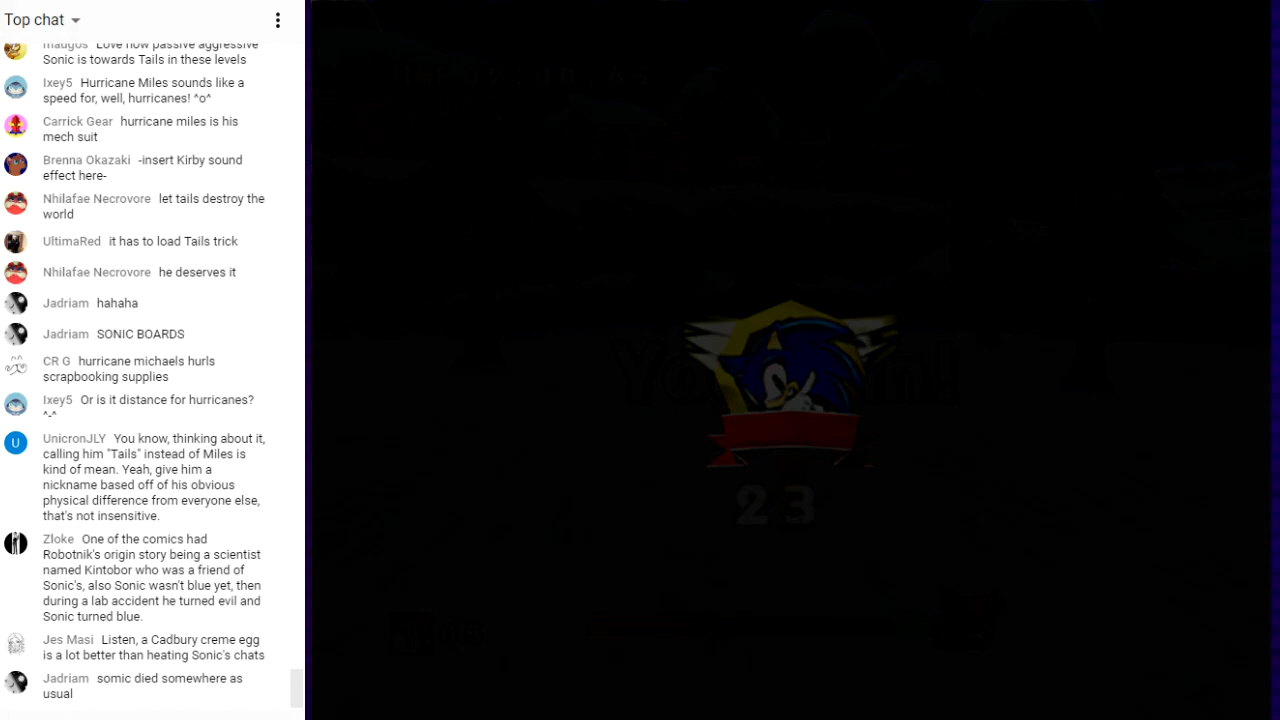 Top chat
maugos Love how passive aggressive
Sonic is towards Tails in these levels
Ixey5 Hurricane Miles sounds like a
speed for, well, hurricanes! ^o^
Carrick Gear hurricane miles is his
mech suit
Brenna Okazaki -insert Kirby sound
effect here-
Nhilafae Necrovore let tails destroy the
world
UltimaRed it has to load Tails trick
Nhilafae Necrovore he deserves it
Jadriam hahaha
Jadriam SONIC BOARDS
CR G hurricane michaels hurls
scrapbooking supplies
Ixey5 Or is it distance for hurricanes?
^-^
U
UnicronJLY You know, thinking about it,
calling him "Tails" instead of Miles is
kind of mean. Yeah, give him a
nickname based off of his obvious
physical difference from everyone else,
that's not insensitive.
Zloke One of the comics had
Robotnik's origin story being a scientist
named Kintobor who was a friend of
Sonic's, also Sonic wasn't blue yet, then
during a lab accident he turned evil and
Sonic turned blue.
Jes Masi Listen, a Cadbury creme egg
is a lot better than heating Sonic's chats
Jadriam somic died somewhere as
usual
23